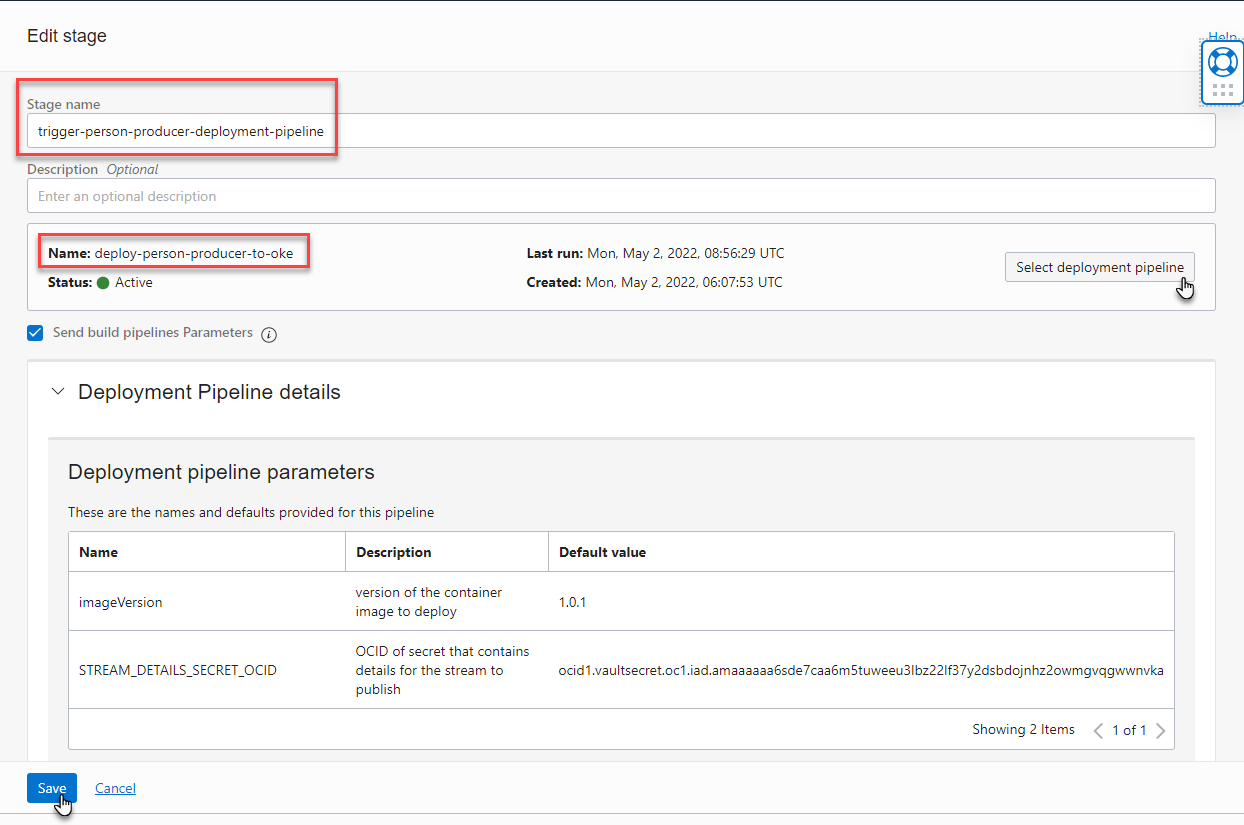 Edit stage
Help
Stage name
trigger-person-producer-deployment-pipeline
Description Optional
Enter an optional description
Name: deploy-person-producer-to-oke
Last run: Mon, May 2, 2022, 08:56:29 UTC
Select deployment pipeline
Status: Active
Created: Mon, May 2, 2022, 06:07:53 UTC
Send build pipelines Parameters
Deployment Pipeline details
Deployment pipeline parameters
These are the names and defaults provided for this pipeline
Name Description Default value
imageVersion
version of the container
image to deploy
1.0.1
STREAM_DETAILS_SECRET_OCID
OCID of secret that contains
details for the stream to
publish
ocid1.vaultsecret.oc1.iad.amaaaaaa6sde7caa6m5tuweeu3lbz22lf37y2dsbdojnhz2owmgvqgwwnvka
Showing 2 Items 1 of 1
Save Cancel